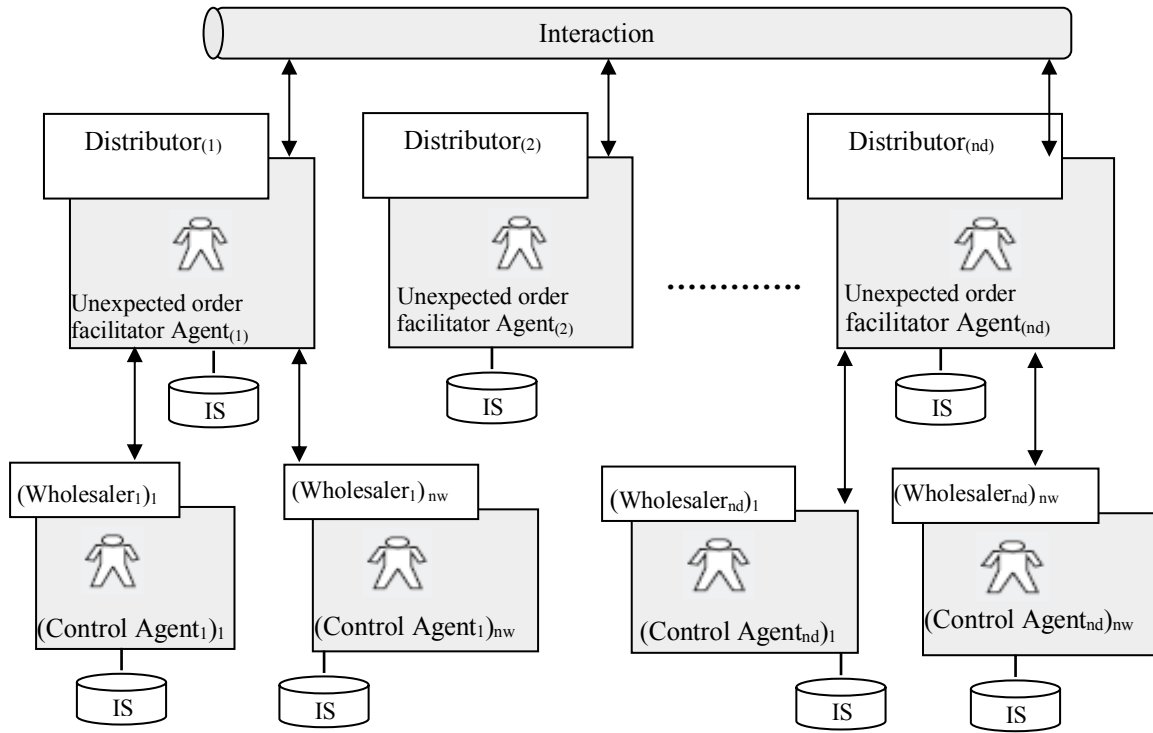 Interaction
Distributor(1)
Distributor(2)
Distributor(nd)
Unexpected order
facilitator Agent(1)
Unexpected order
facilitator Agent(2)
..............
Unexpected order
facilitator Agent(nd)
IS
IS
IS
(Wholesaler1)1
(Wholesaler1)nw
(Wholesalernd)1
(Wholesalernd)nw
(Control Agent1)1
(Control Agent1)nw
(Control Agentnd)1
(Control Agentnd)nw
IS
IS
IS
IS